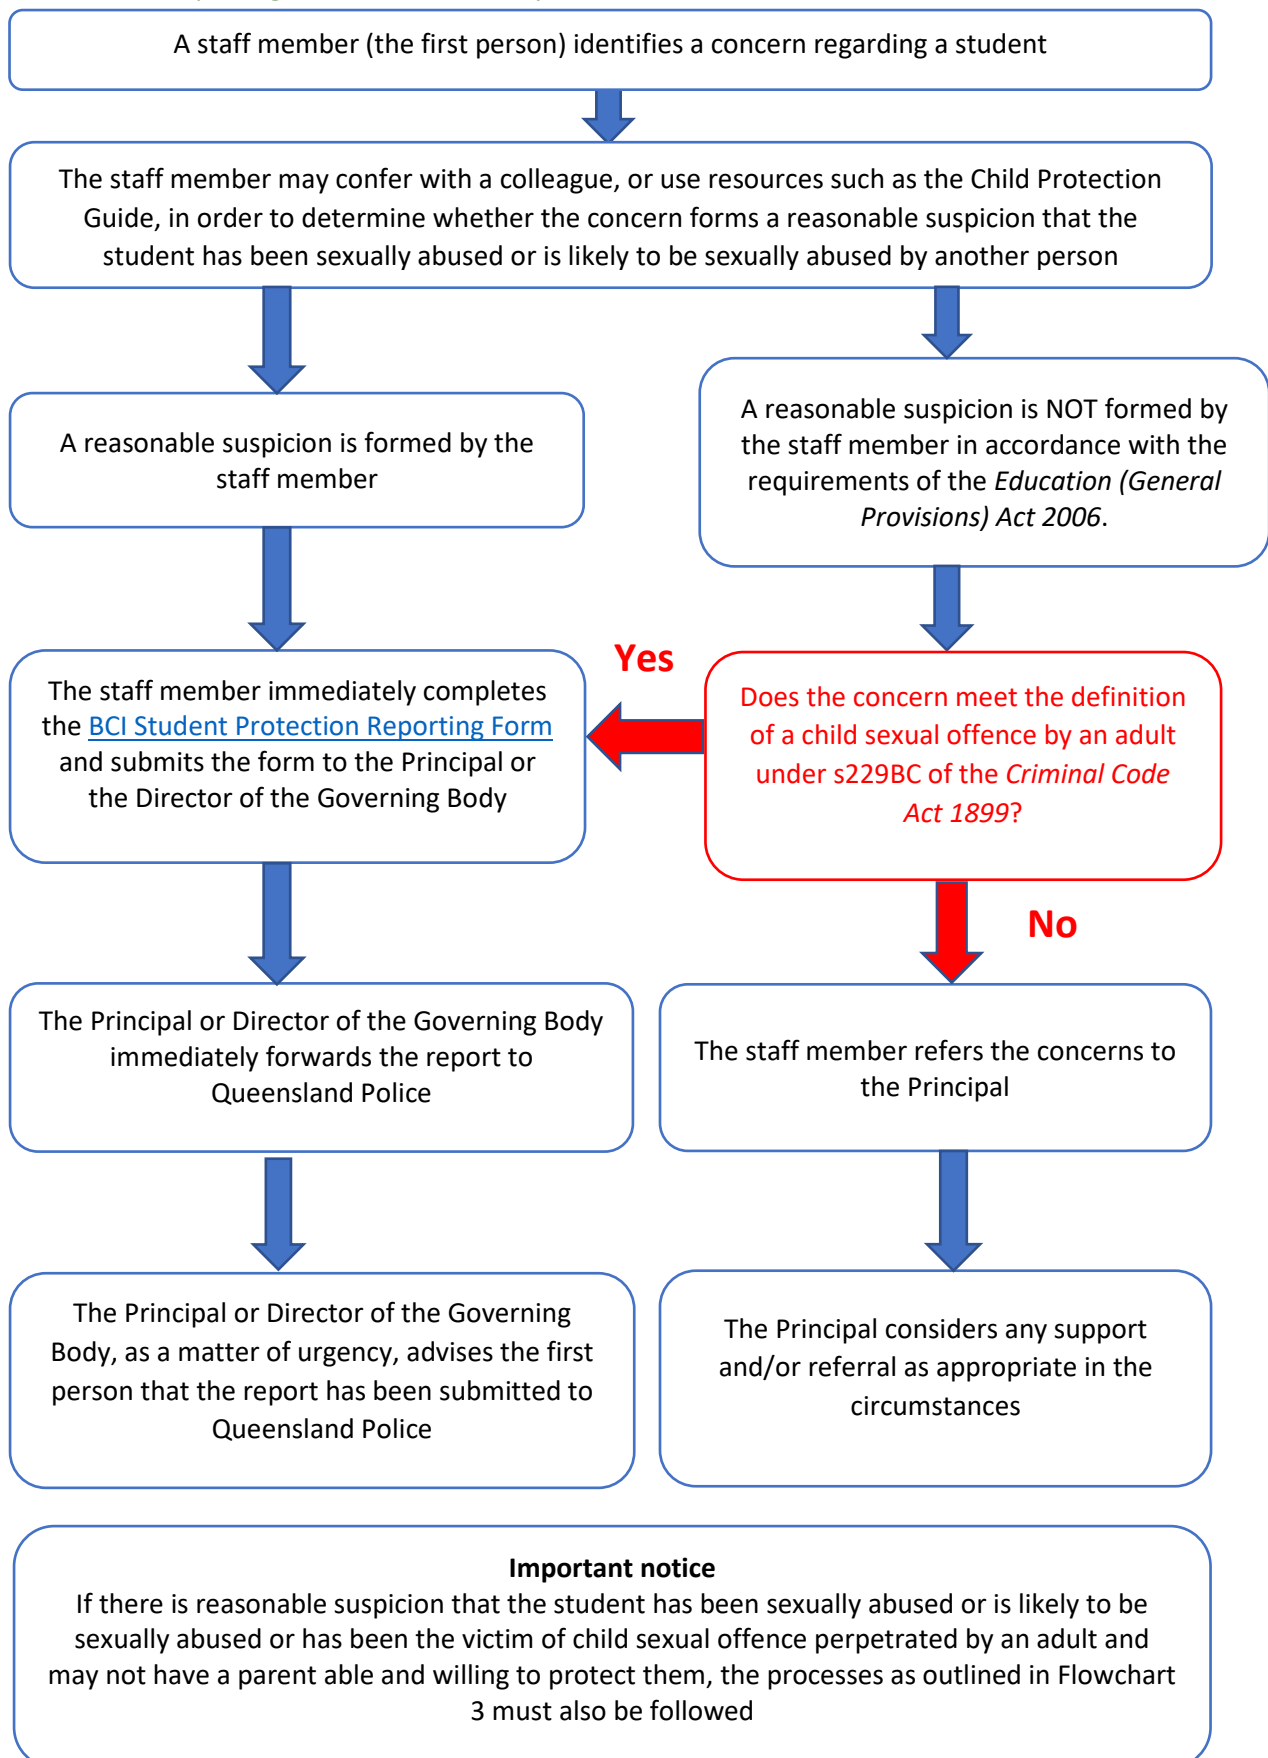 A staff member (the first person) identifies a concern regarding a student
The staff member may confer with a colleague, or use resources such as the Child Protection
Guide, in order to determine whether the concern forms a reasonable suspicion that the
student has been sexually abused or is likely to be sexually abused by another person
A reasonable suspicion is formed by the
staff member
A reasonable suspicion is NOT formed by
the staff member in accordance with the
requirements of the Education (General
Provisions) Act 2006.
Yes
The staff member immediately completes
the BCI Student Protection Reporting Form
and submits the form to the Principal or
the Director of the Governing Body
Does the concern meet the definition
of a child sexual offence by an adult
under s229BC of the Criminal Code
Act 1899?
No
The Principal or Director of the Governing Body
immediately forwards the report to
Queensland Police
The staff member refers the concerns to
the Principal
The Principal or Director of the Governing
Body, as a matter of urgency, advises the first
person that the report has been submitted to
Queensland Police
The Principal considers any support
and/or referral as appropriate in the
circumstances
Important notice
If there is reasonable suspicion that the student has been sexually abused or is likely to be
sexually abused or has been the victim of child sexual offence perpetrated by an adult and
may not have a parent able and willing to protect them, the processes as outlined in Flowchart
3 must also be followed